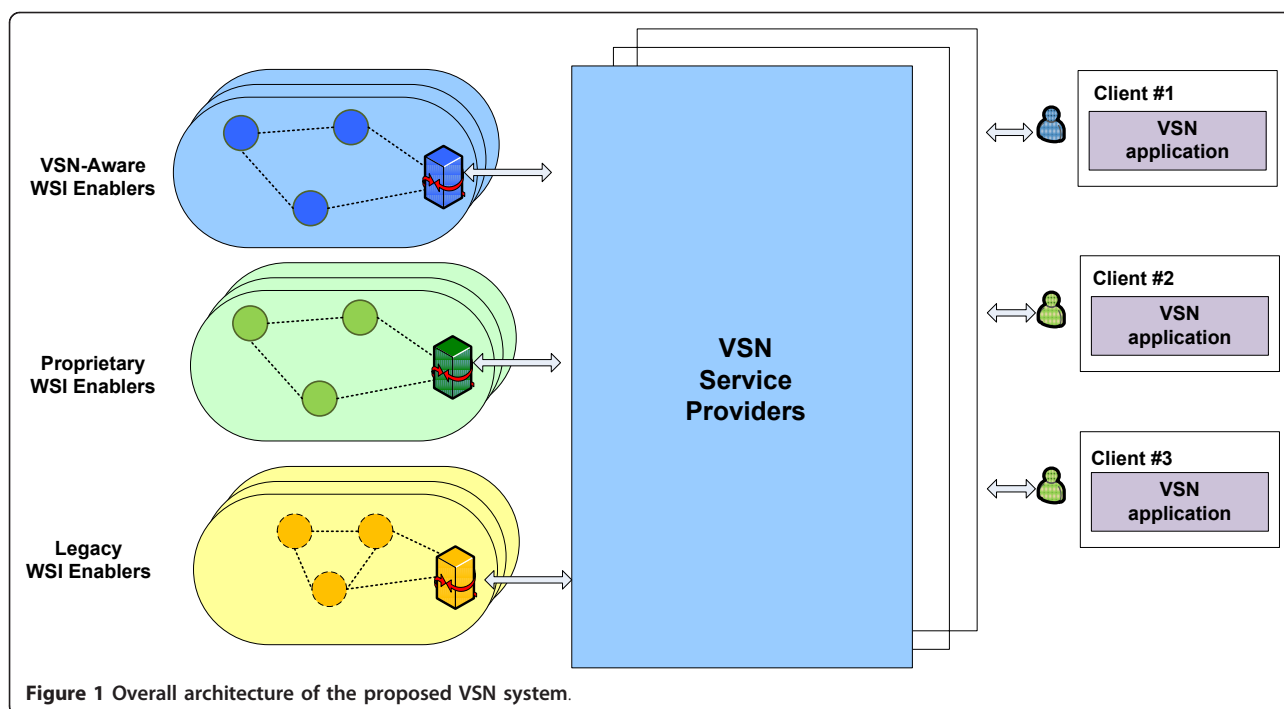 VSN-Aware
WSI Enablers
Proprietary
WSI Enablers
Legacy
WSI Enablers
VSN
Service
Providers
Client #1
VSN
application
Client #2
VSN
application
Client #3
VSN
application
Figure 1 Overall architecture of the proposed VSN system.